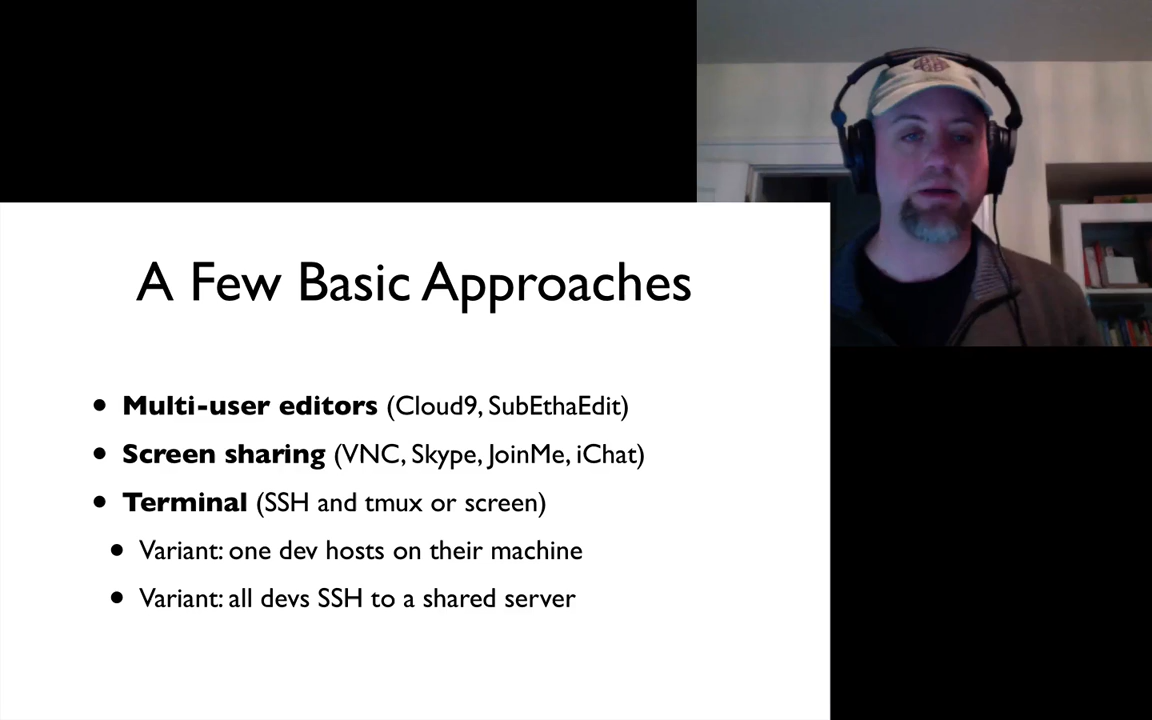 A Few Basic Approaches
• Multi-user editors (Cloud9, SubEthaEdit)
• Screen sharing (VNC, Skype, JoinMe, iChat)
• Terminal (SSH and tmux or screen)
• Variant: one dev hosts on their machine
• Variant: all devs SSH to a shared server